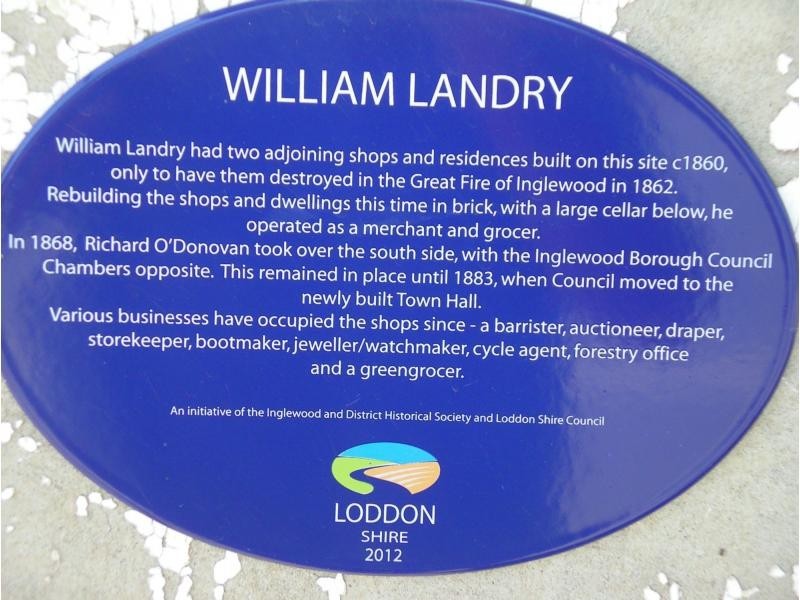 WILLIAM LANDRY
William Landry had two adjoining shops and residences built on this site c1860,
only to have them destroyed in the Great Fire of Inglewood in 1862.
Rebuilding the shops and dwellings this time in brick, with a large cellar below, he
operated as a merchant and grocer.
In 1868, Richard O'Donovan took over the south side, with the Inglewood Borough Council
Chambers opposite. This remained in place until 1883, when Council moved to the
newly built Town Hall.
Various businesses have occupied the shops since - a barrister, auctioneer, draper,
storekeeper, bootmaker, jeweller/watchmaker, cycle agent, forestry office
and a greengrocer.
An initiative of the Inglewood and District Historical Society and Loddon Shire Council
LODDON
SHIRE
2012